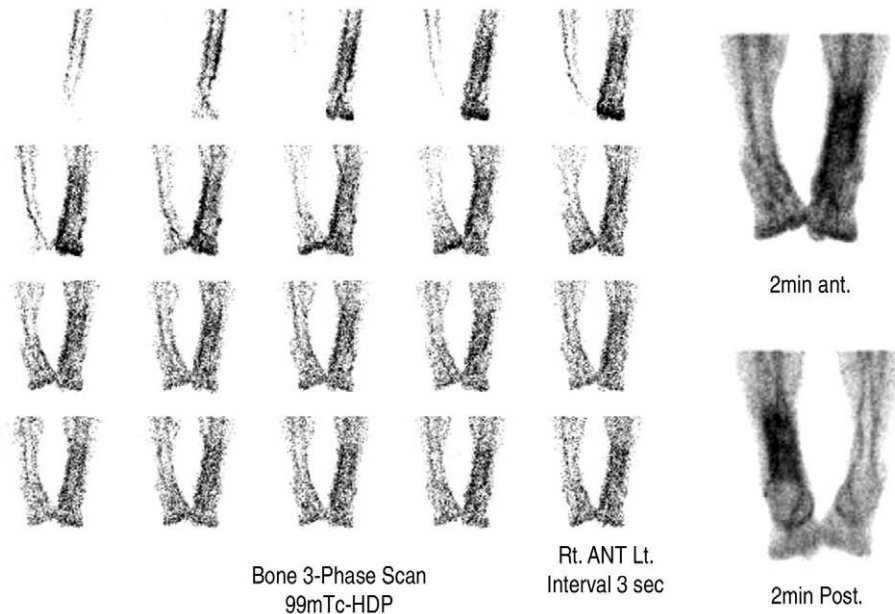 2min ant.
Rt. ANT Lt.
Interval 3 sec
Bone 3-Phase Scan
99mTc-HDP
2min Post.